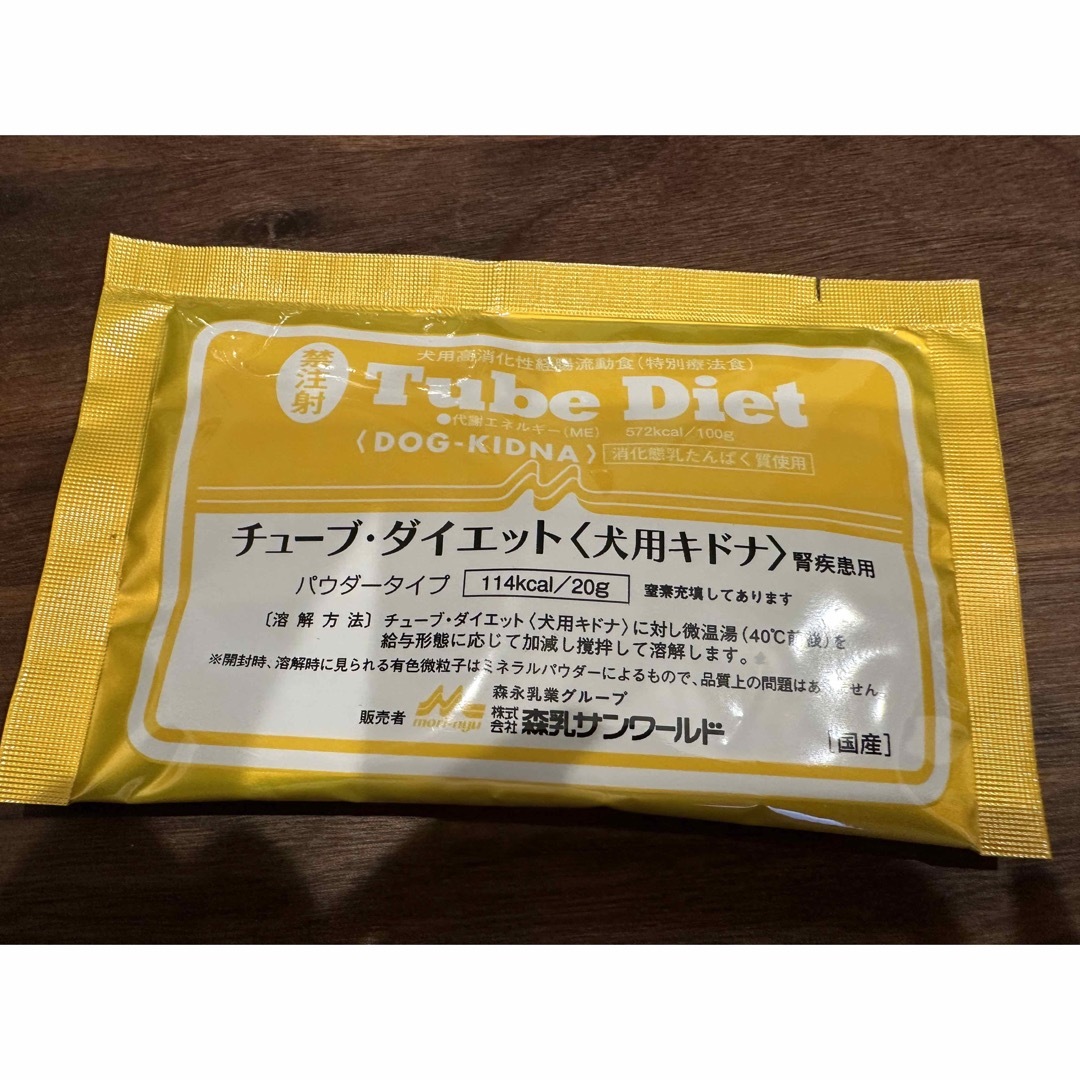 禁注射
犬用高消化性経腸流動食(特別療法食)
Tube Diet
●代謝エネルギー(ME) 572kcal/100g
〈DOG-KIDNA〉 消化態乳たんぱく質使用
チューブ・ダイエット〈犬用キドナ〉腎疾患用
パウダータイプ 114kcal/20g 窒素充填してあります
〔溶解方法〕チューブ・ダイエット〈犬用キドナ〉に対し微温湯(40℃前後)を
給与形態に応じて加減し攪拌して溶解します。
※開封時、溶解時に見られる有色微粒子はミネラルパウダーによるもので、品質上の問題はありません
森永乳業グループ
販売者 mori-nyu 株式会社 森乳サンワールド
[国産]